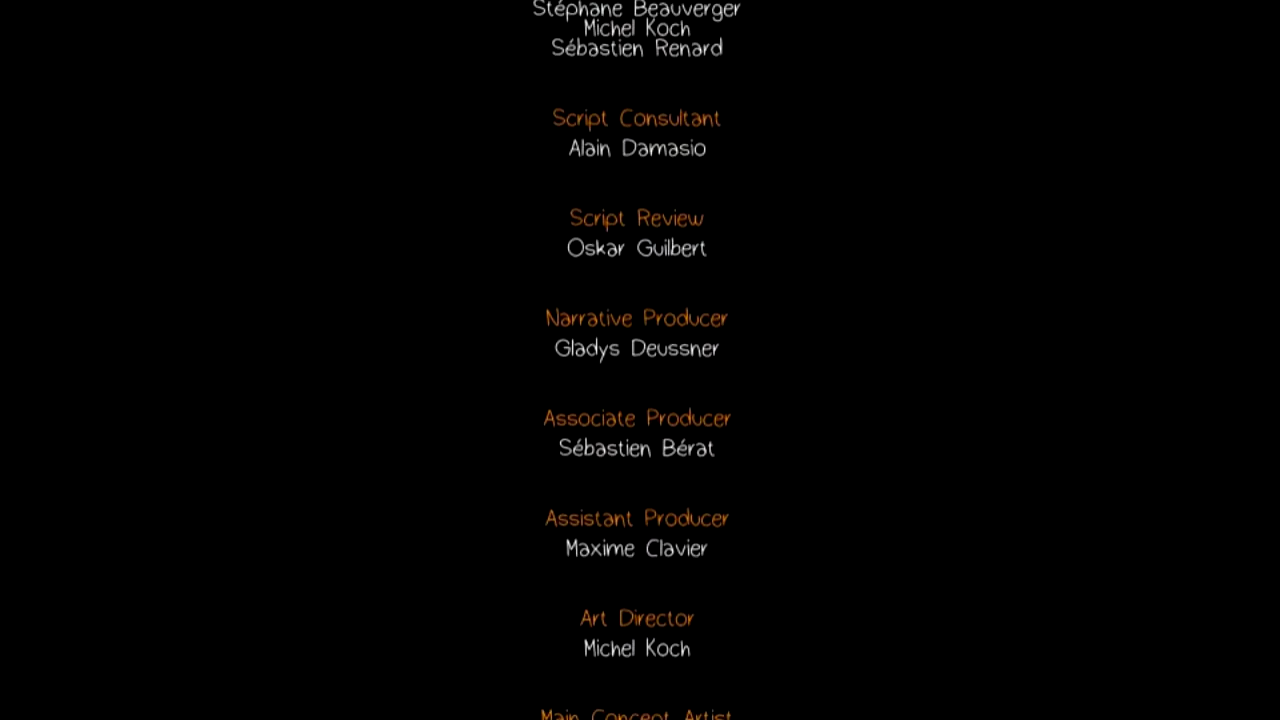 Stéphane Beauverger
Michel Koch
Sébastien Renard
Script Consultant
Alain Damasio
Script Review
Oskar Guilbert
Narrative Producer
Gladys Deussner
Associate Producer
Sébastien Bérat
Assistant Producer
Maxime Clavier
Art Director
Michel Koch
Main Concept Artist